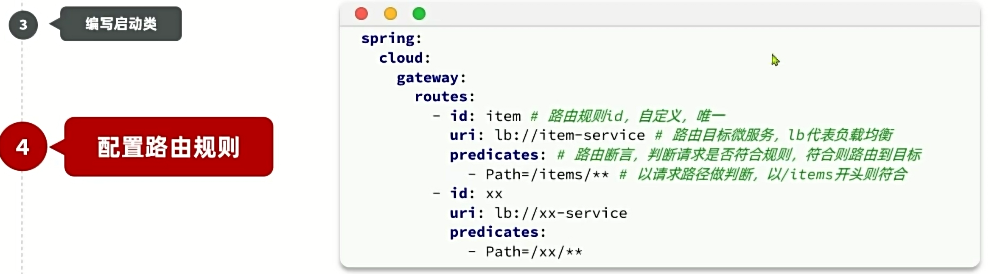 3
编写启动类
4
配置路由规则
spring:
  cloud:
    gateway:
      routes:
        - id: item # 路由规则id，自定义，唯一
          uri: lb://item-service # 路由目标微服务，lb代表负载均衡
          predicates: # 路由断言，判断请求是否符合规则，符合则路由到目标
            - Path=/items/** # 以请求路径做判断，以/items开头则符合
        - id: xx
          uri: lb://xx-service
          predicates:
            - Path=/xx/**